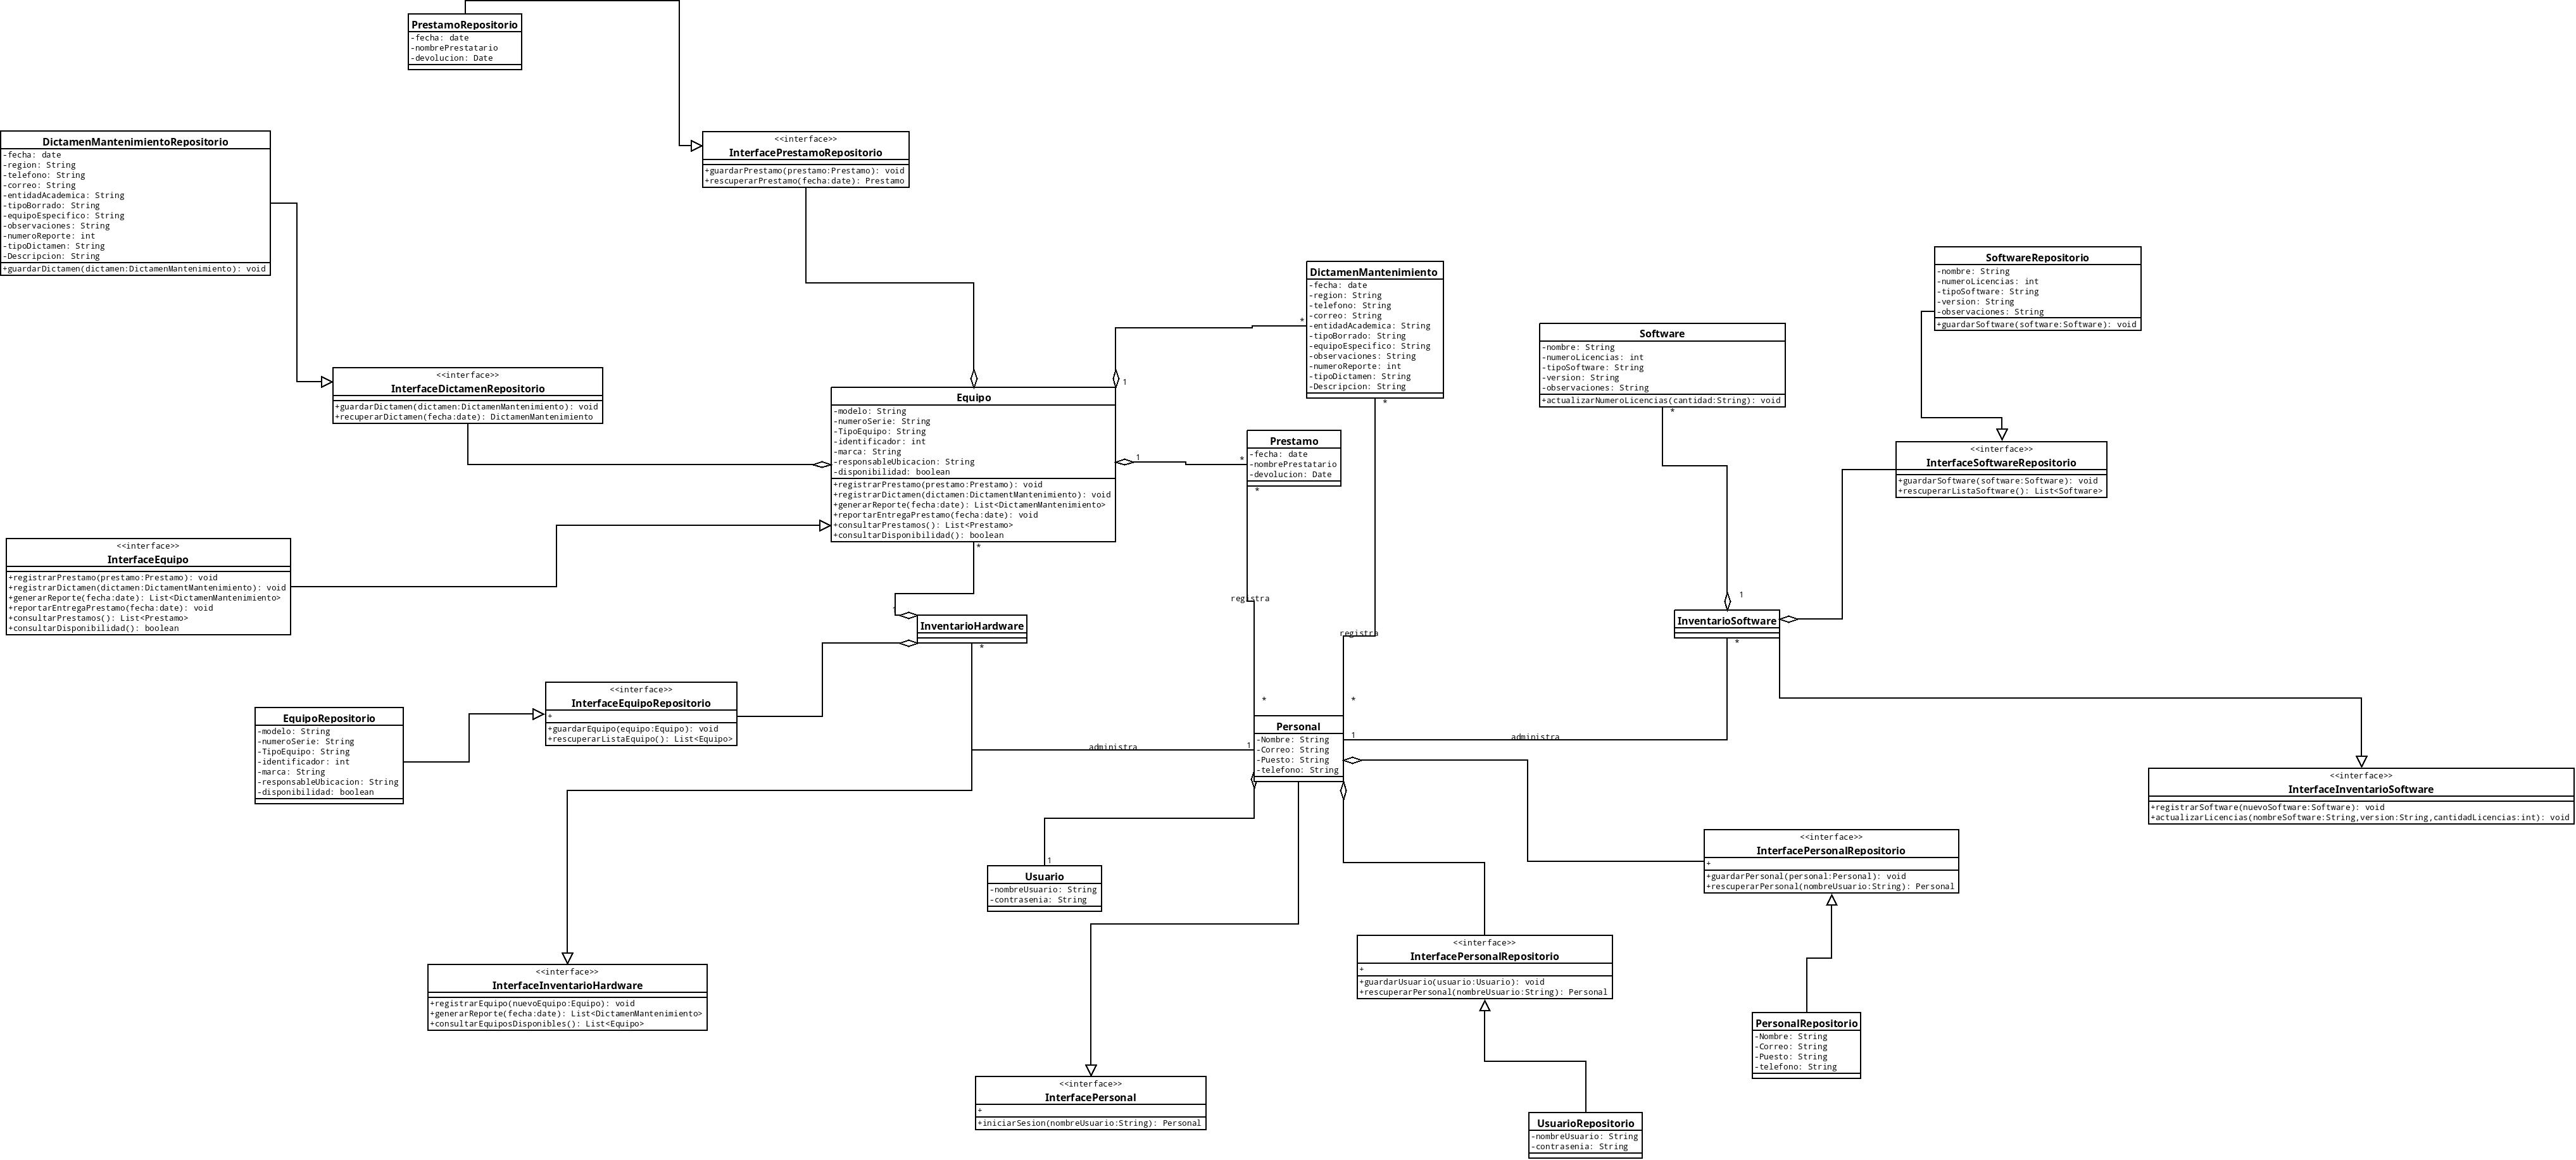 PrestamoRepositorio
-fecha: date
-nombrePrestatario
-devolucion: Date
DictamenMantenimientoRepositorio
-fecha: date
-region: String
-telefono: String
-correo: String
-entidadAcademica: String
-tipoBorrado: String
-equipoEspecifico: String
-observaciones: String
-numeroReporte: int
-tipoDictamen: String
-Descripcion: String
+guardarDictamen(dictamen:DictamenMantenimiento): void
<<interface>>
InterfacePrestamoRepositorio
+guardarPrestamo(prestamo:Prestamo): void
+rescuperarPrestamo(fecha:date): Prestamo
<<interface>>
InterfaceDictamenRepositorio
+guardarDictamen(dictamen:DictamenMantenimiento): void
+recuperarDictamen(fecha:date): DictamenMantenimiento
DictamenMantenimiento
-fecha: date
-region: String
-telefono: String
-correo: String
-entidadAcademica: String
-tipoBorrado: String
-equipoEspecifico: String
-observaciones: String
-numeroReporte: int
-tipoDictamen: String
-Descripcion: String
*
*
1
Equipo
-modelo: String
-numeroSerie: String
-TipoEquipo: String
-identificador: int
-marca: String
-responsableUbicacion: String
-disponibilidad: boolean
+registrarPrestamo(prestamo:Prestamo): void
+registrarDictamen(dictamen:DictamentMantenimiento): void
+generarReporte(fecha:date): List<DictamenMantenimiento>
+reportarEntregaPrestamo(fecha:date): void
+consultarPrestamos(): List<Prestamo>
+consultarDisponibilidad(): boolean
*
1
*
Prestamo
-fecha: date
-nombrePrestatario
-devolucion: Date
*
Software
-nombre: String
-numeroLicencias: int
-tipoSoftware: String
-version: String
-observaciones: String
+actualizarNumeroLicencias(cantidad:String): void
*
SoftwareRepositorio
-nombre: String
-numeroLicencias: int
-tipoSoftware: String
-version: String
-observaciones: String
+guardarSoftware(software:Software): void
<<interface>>
InterfaceSoftwareRepositorio
+guardarSoftware(software:Software): void
+rescuperarListaSoftware(): List<Software>
<<interface>>
InterfaceEquipo
+registrarPrestamo(prestamo:Prestamo): void
+registrarDictamen(dictamen:DictamentMantenimiento): void
+generarReporte(fecha:date): List<DictamenMantenimiento>
+reportarEntregaPrestamo(fecha:date): void
+consultarPrestamos(): List<Prestamo>
+consultarDisponibilidad(): boolean
1
InventarioHardware
*
registra
registra
1
InventarioSoftware
*
<<interface>>
InterfaceEquipoRepositorio
+
+guardarEquipo(equipo:Equipo): void
+rescuperarListaEquipo(): List<Equipo>
EquipoRepositorio
-modelo: String
-numeroSerie: String
-TipoEquipo: String
-identificador: int
-marca: String
-responsableUbicacion: String
-disponibilidad: boolean
*
*
administra
1
Personal
-Nombre: String
-Correo: String
-Puesto: String
-telefono: String
1
administra
<<interface>>
InterfaceInventarioSoftware
+registrarSoftware(nuevoSoftware:Software): void
+actualizarLicencias(nombreSoftware:String,version:String,cantidadLicencias:int): void
<<interface>>
InterfacePersonalRepositorio
+
+guardarPersonal(personal:Personal): void
+rescuperarPersonal(nombreUsuario:String): Personal
1
Usuario
-nombreUsuario: String
-contrasenia: String
<<interface>>
InterfacePersonalRepositorio
+
+guardarUsuario(usuario:Usuario): void
+rescuperarPersonal(nombreUsuario:String): Personal
<<interface>>
InterfaceInventarioHardware
+registrarEquipo(nuevoEquipo:Equipo): void
+generarReporte(fecha:date): List<DictamenMantenimiento>
+consultarEquiposDisponibles(): List<Equipo>
PersonalRepositorio
-Nombre: String
-Correo: String
-Puesto: String
-telefono: String
<<interface>>
InterfacePersonal
+
+iniciarSesion(nombreUsuario:String): Personal
UsuarioRepositorio
-nombreUsuario: String
-contrasenia: String